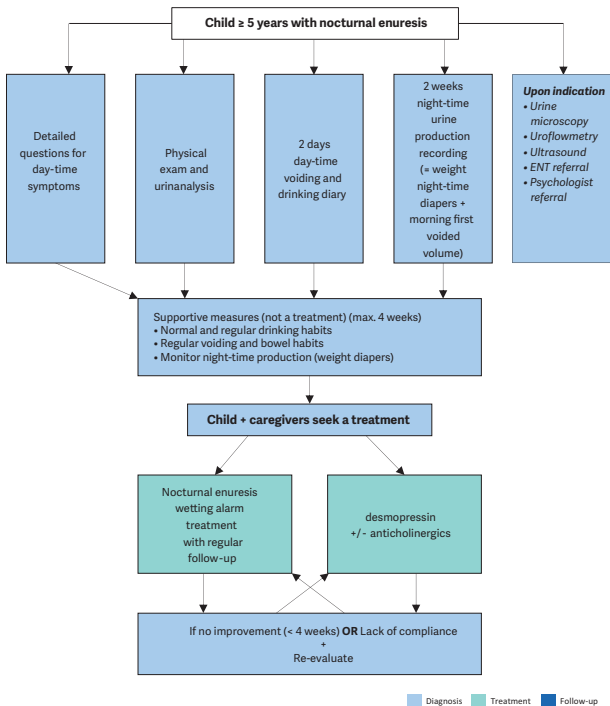 Child ≥ 5 years with nocturnal enuresis
Detailed
questions for
day-time
symptoms
Physical
exam and
urinanalysis
2 days
day-time
voiding and
drinking diary
2 weeks
night-time
urine
production
recording
(= weight
night-time
diapers +
morning first
voided
volume)
Upon indication
• Urine
microscopy
• Uroflowmetry
• Ultrasound
• ENT referral
• Psychologist
referral
Supportive measures (not a treatment) (max. 4 weeks)
• Normal and regular drinking habits
• Regular voiding and bowel habits
• Monitor night-time production (weight diapers)
Child + caregivers seek a treatment
Nocturnal enuresis
wetting alarm
treatment
with regular
follow-up
desmopressin
+/- anticholinergics
If no improvement (< 4 weeks) OR Lack of compliance
+
Re-evaluate
Diagnosis
Treatment
Follow-up